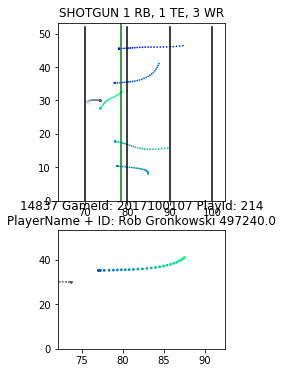 SHOTGUN 1 RB, 1 TE, 3 WR
50
40
30
20
10
0
70 80 90 100
14837 GameId: 2017100107 PlayId: 214
PlayerName + ID: Rob Gronkowski 497240.0
40
20
0
75 80 85 90